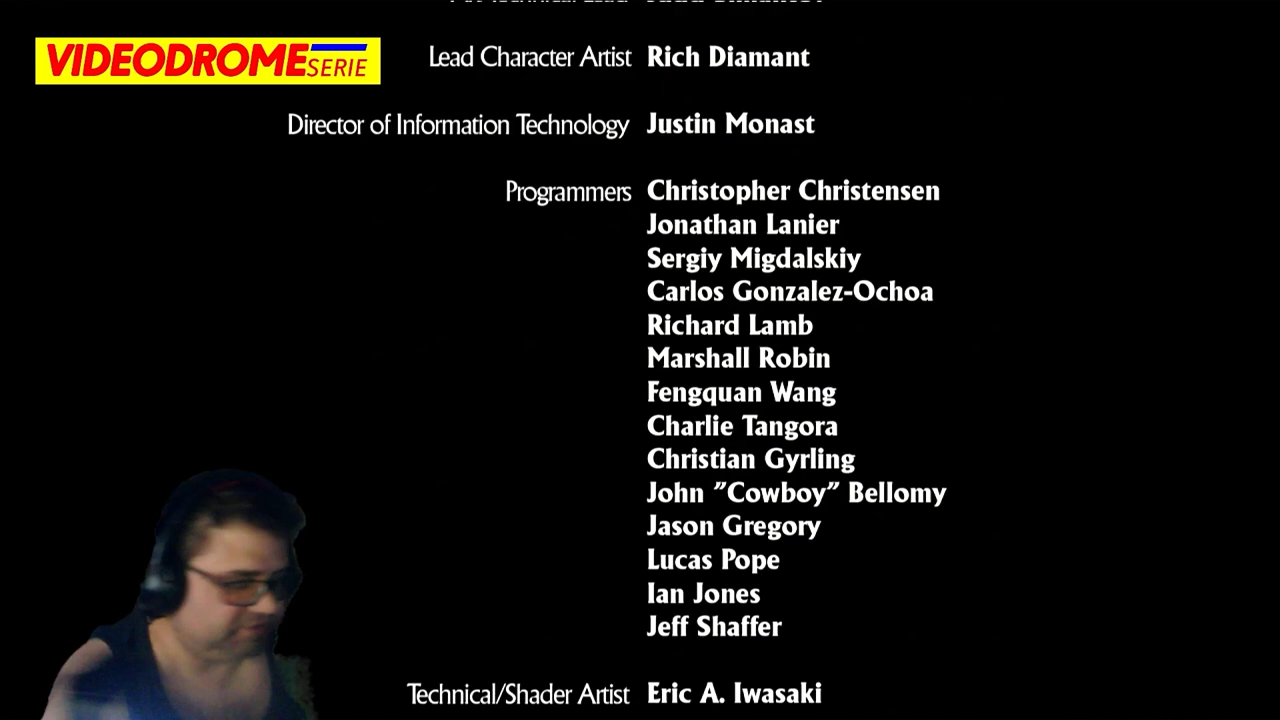 VIDEODROME SERIE
Lead Character Artist Rich Diamant
Director of Information Technology Justin Monast
Programmers Christopher Christensen
Jonathan Lanier
Sergiy Migdalskiy
Carlos Gonzalez-Ochoa
Richard Lamb
Marshall Robin
Fengquan Wang
Charlie Tangora
Christian Gyrling
John "Cowboy" Bellomy
Jason Gregory
Lucas Pope
Ian Jones
Jeff Shaffer
Technical/Shader Artist Eric A. Iwasaki